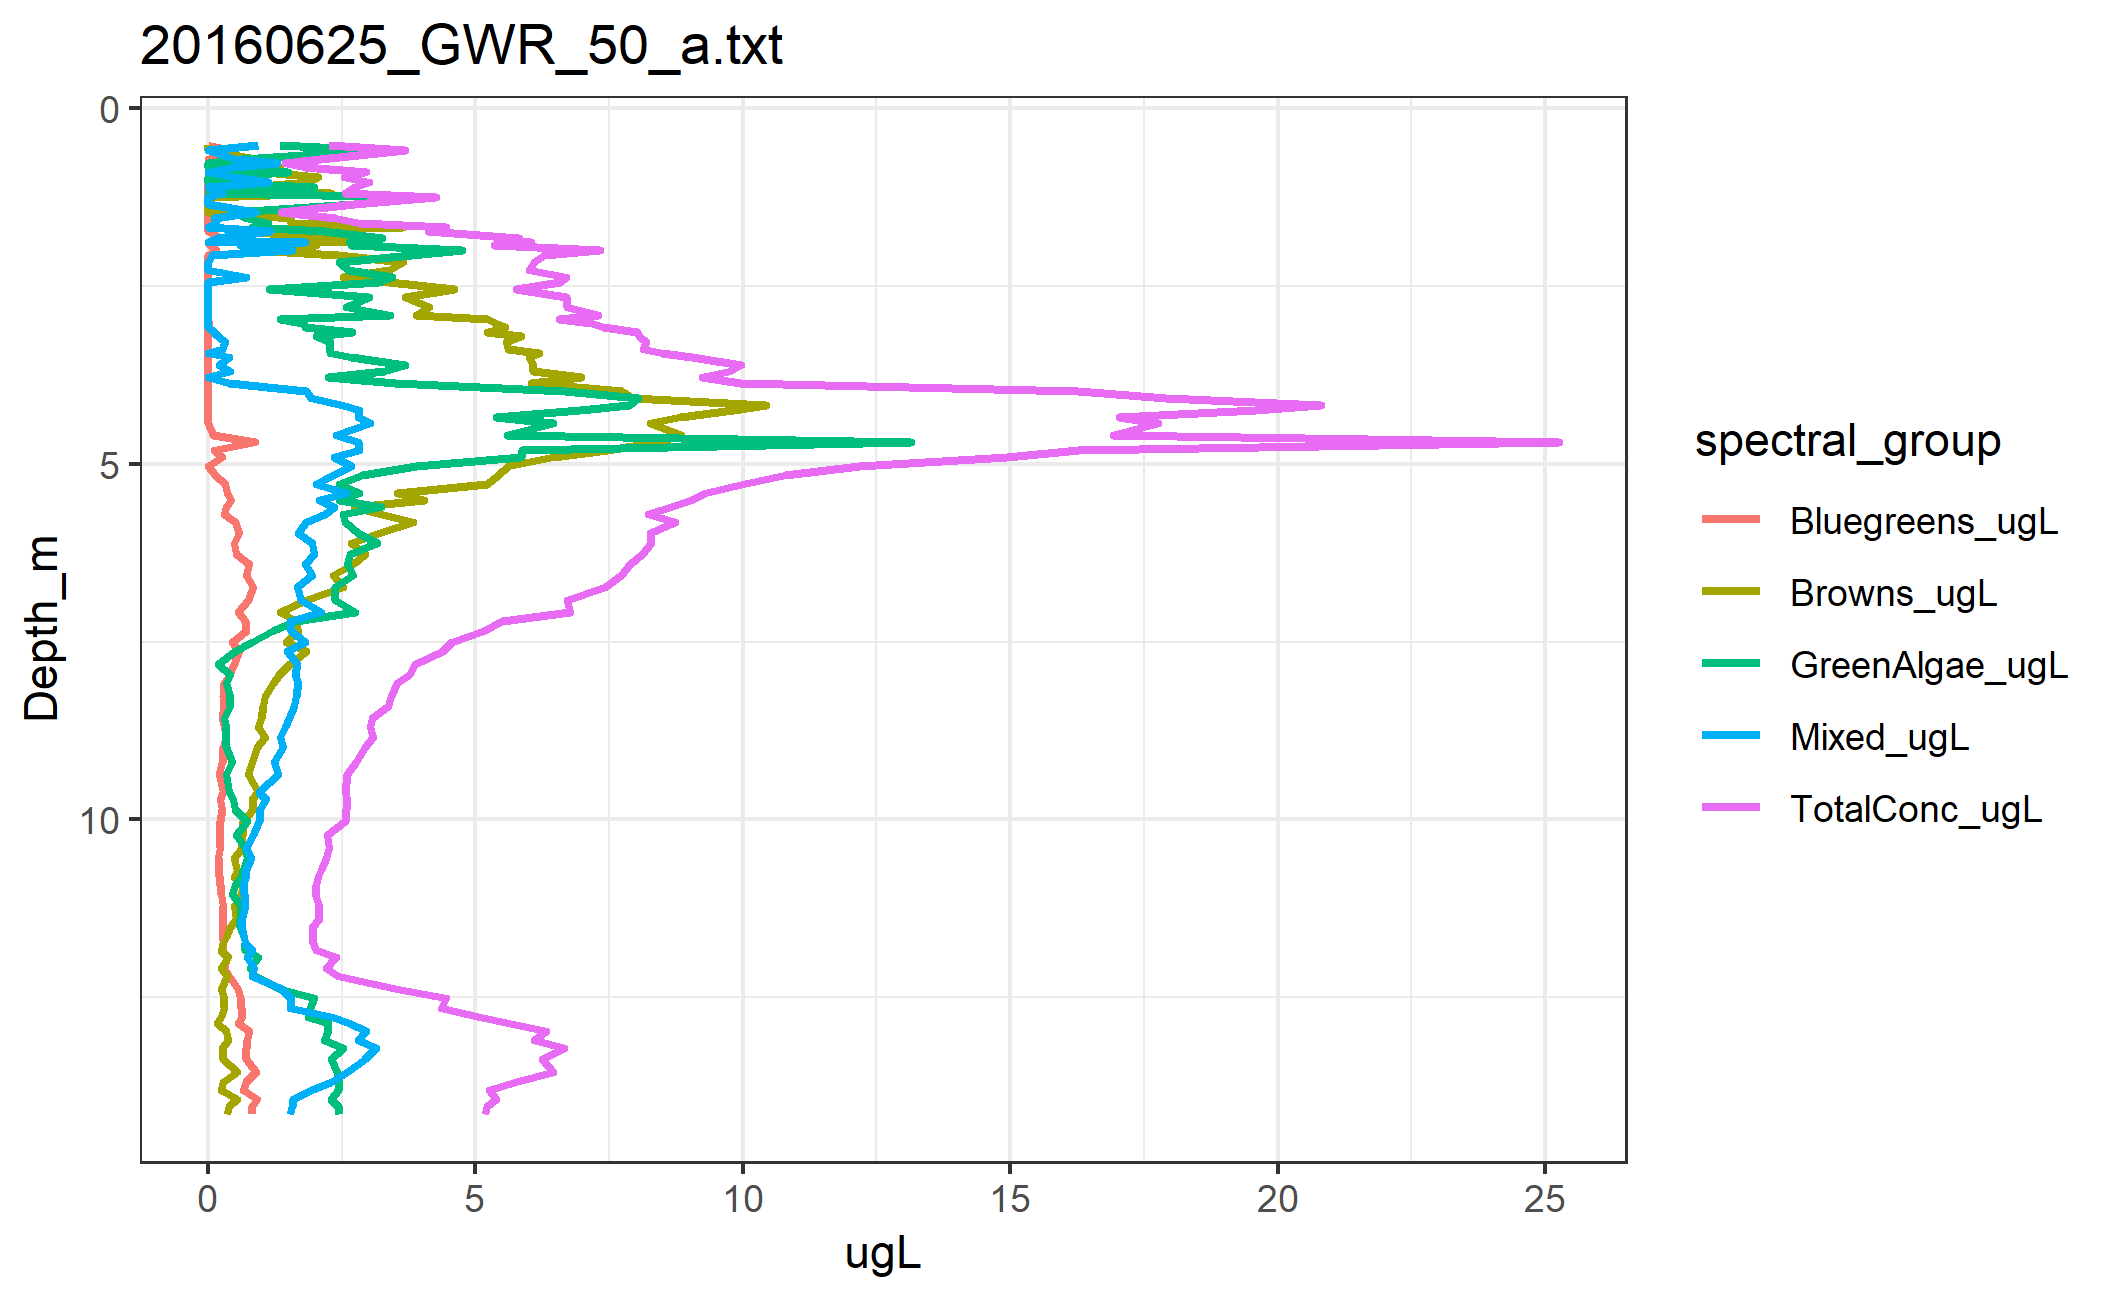 20160625_GWR_50_a.txt
0
5
10
Depth_m
0
5
10
15
20
25
ugL
spectral_group
Bluegreens_ugL
Browns_ugL
GreenAlgae_ugL
Mixed_ugL
TotalConc_ugL